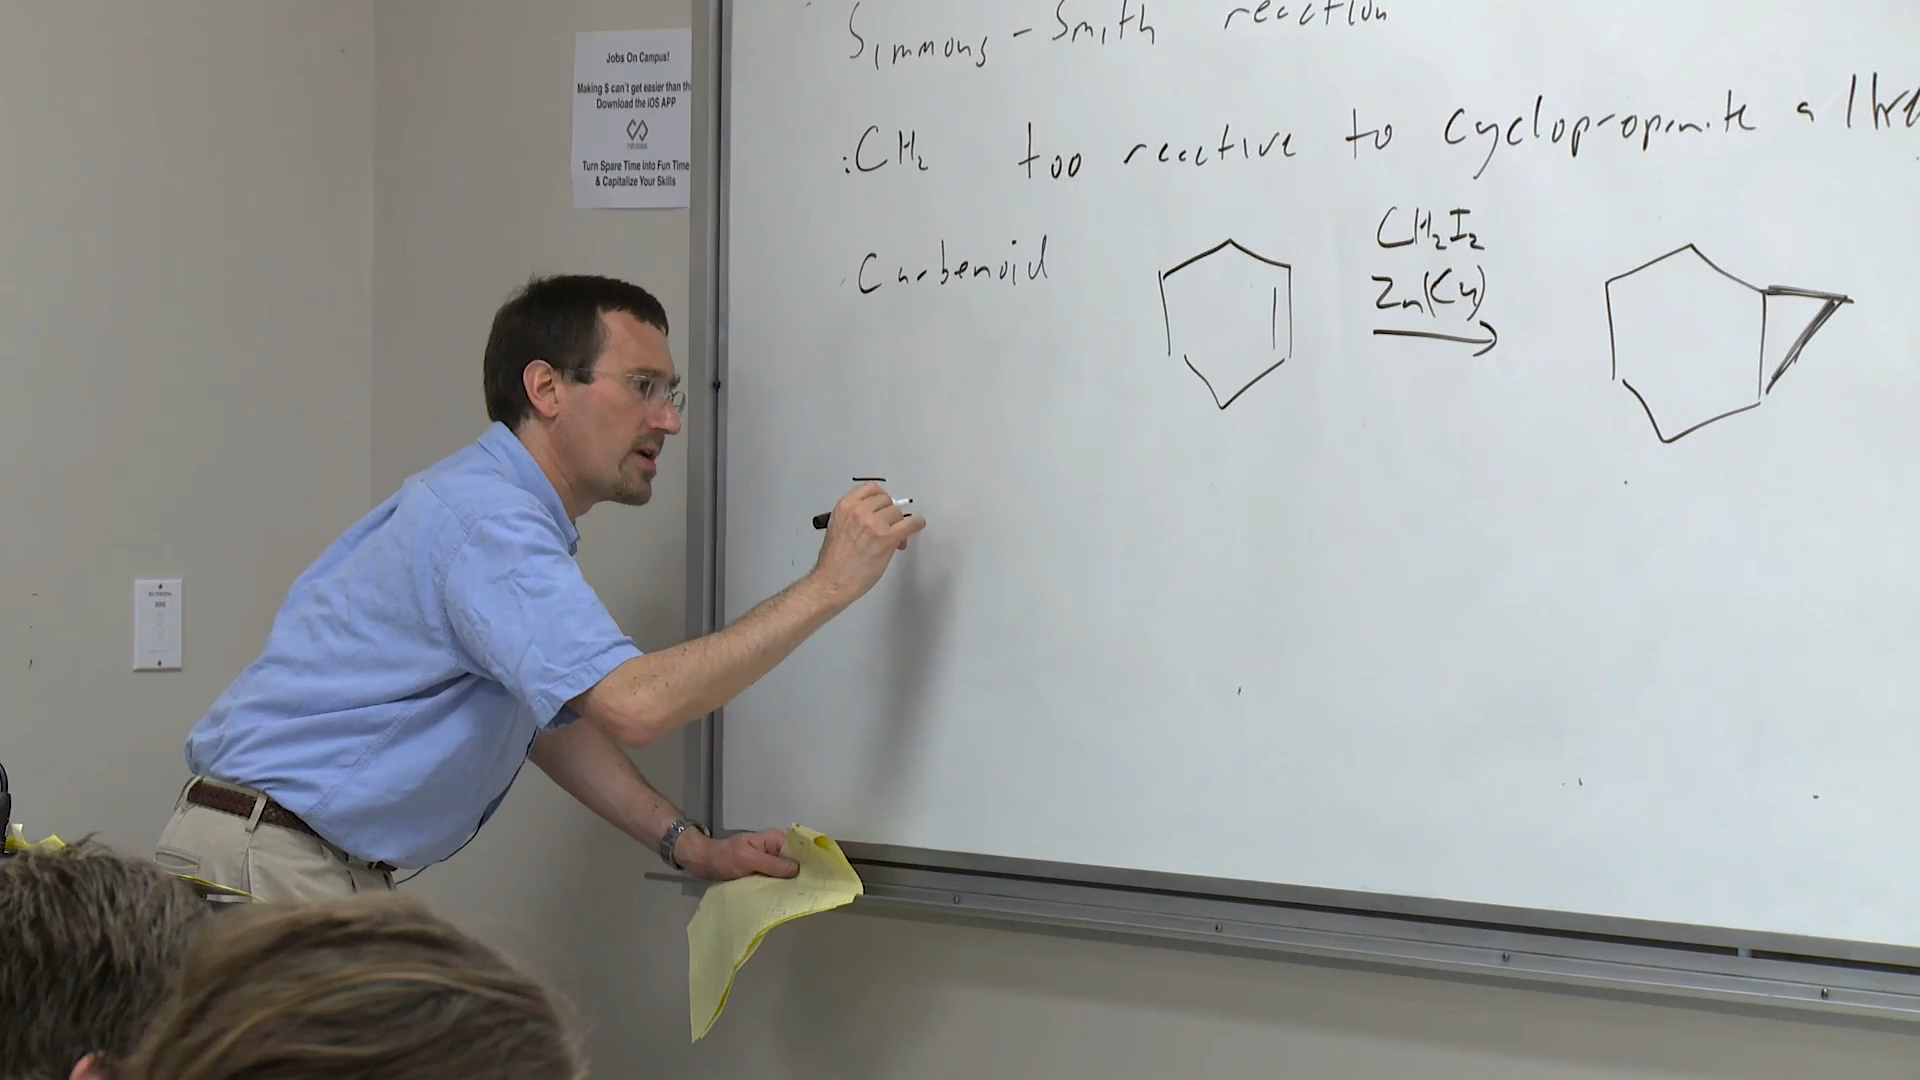 Simmons-Smith reaction
Jobs On Campus!
Making $ can't get easier than th
Download the iOS APP
Turn Spare Time Into Fun Time
& Capitalize Your Skills
:CH₂ too reactive to cyclopropanate a
Carbenoid
CH₂I₂
Zn(Cu)